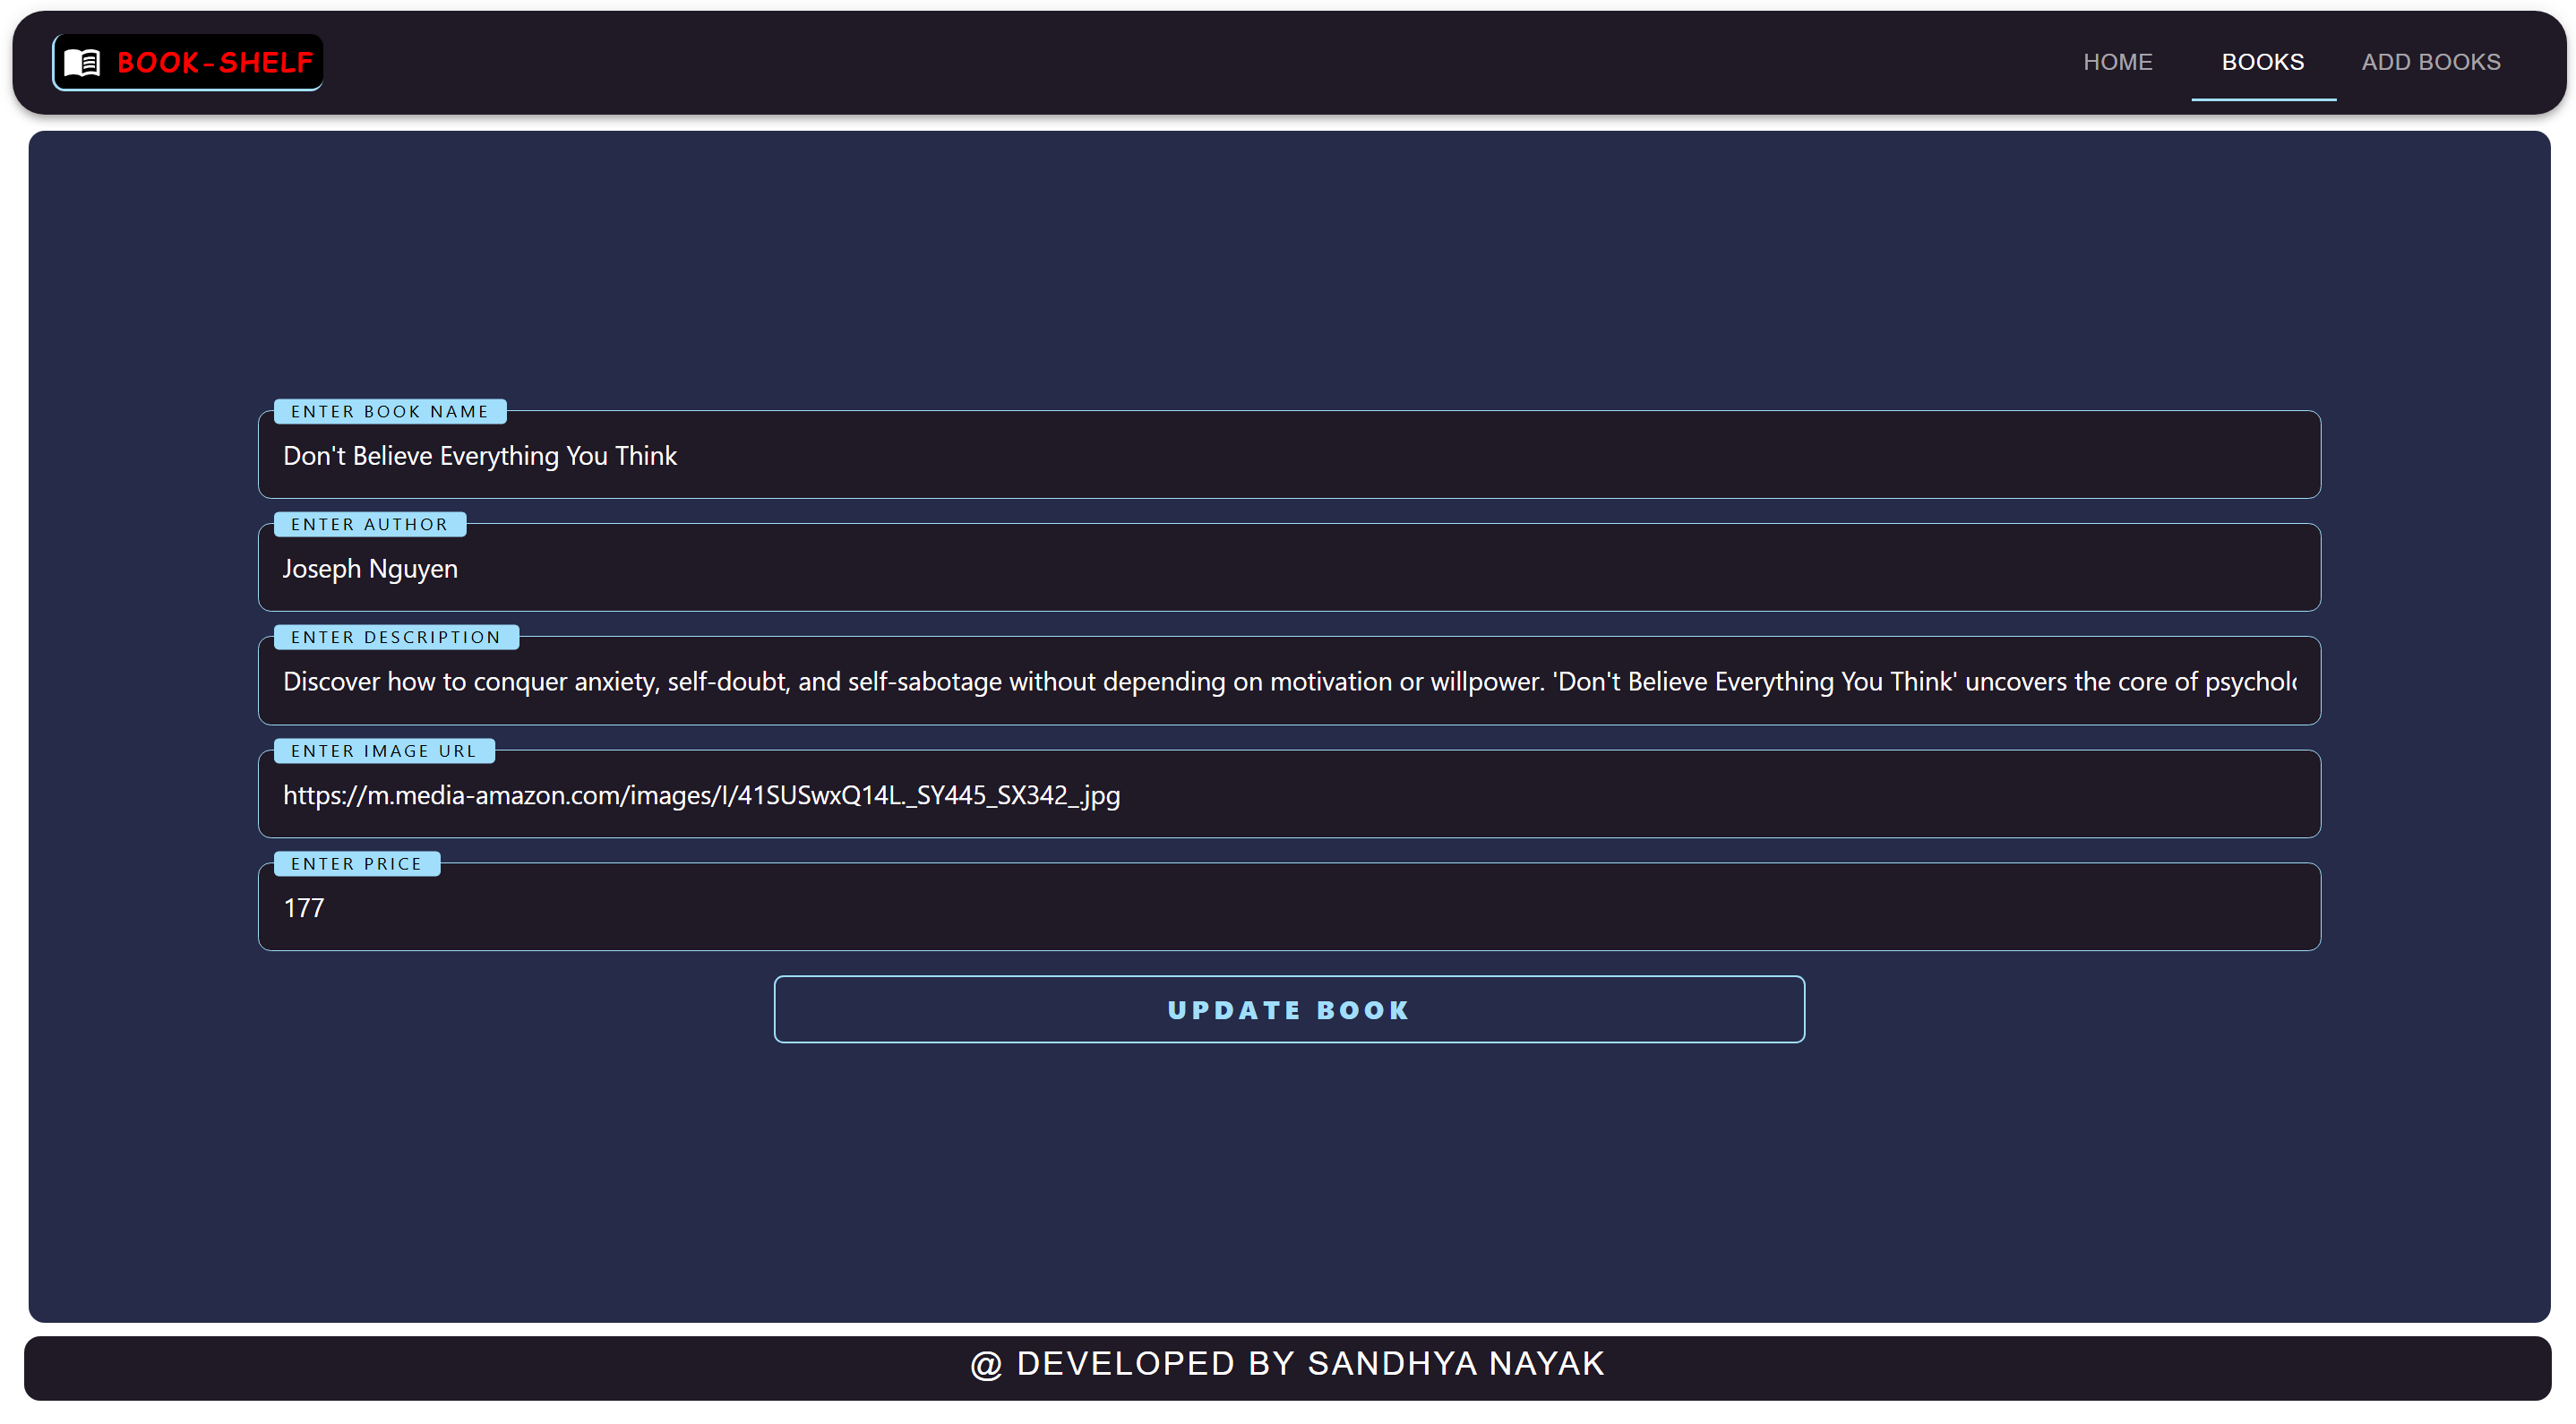 BOOK-SHELF
HOME BOOKS ADD BOOKS
ENTER BOOK NAME
Don't Believe Everything You Think
ENTER AUTHOR
Joseph Nguyen
ENTER DESCRIPTION
Discover how to conquer anxiety, self-doubt, and self-sabotage without depending on motivation or willpower. 'Don't Believe Everything You Think' uncovers the core of
ENTER IMAGE URL
https://m.media-amazon.com/images/I/41SUSwxQ14L._SY445_SX342_.jpg
ENTER PRICE
177
UPDATE BOOK
@ DEVELOPED BY SANDHYA NAYAK